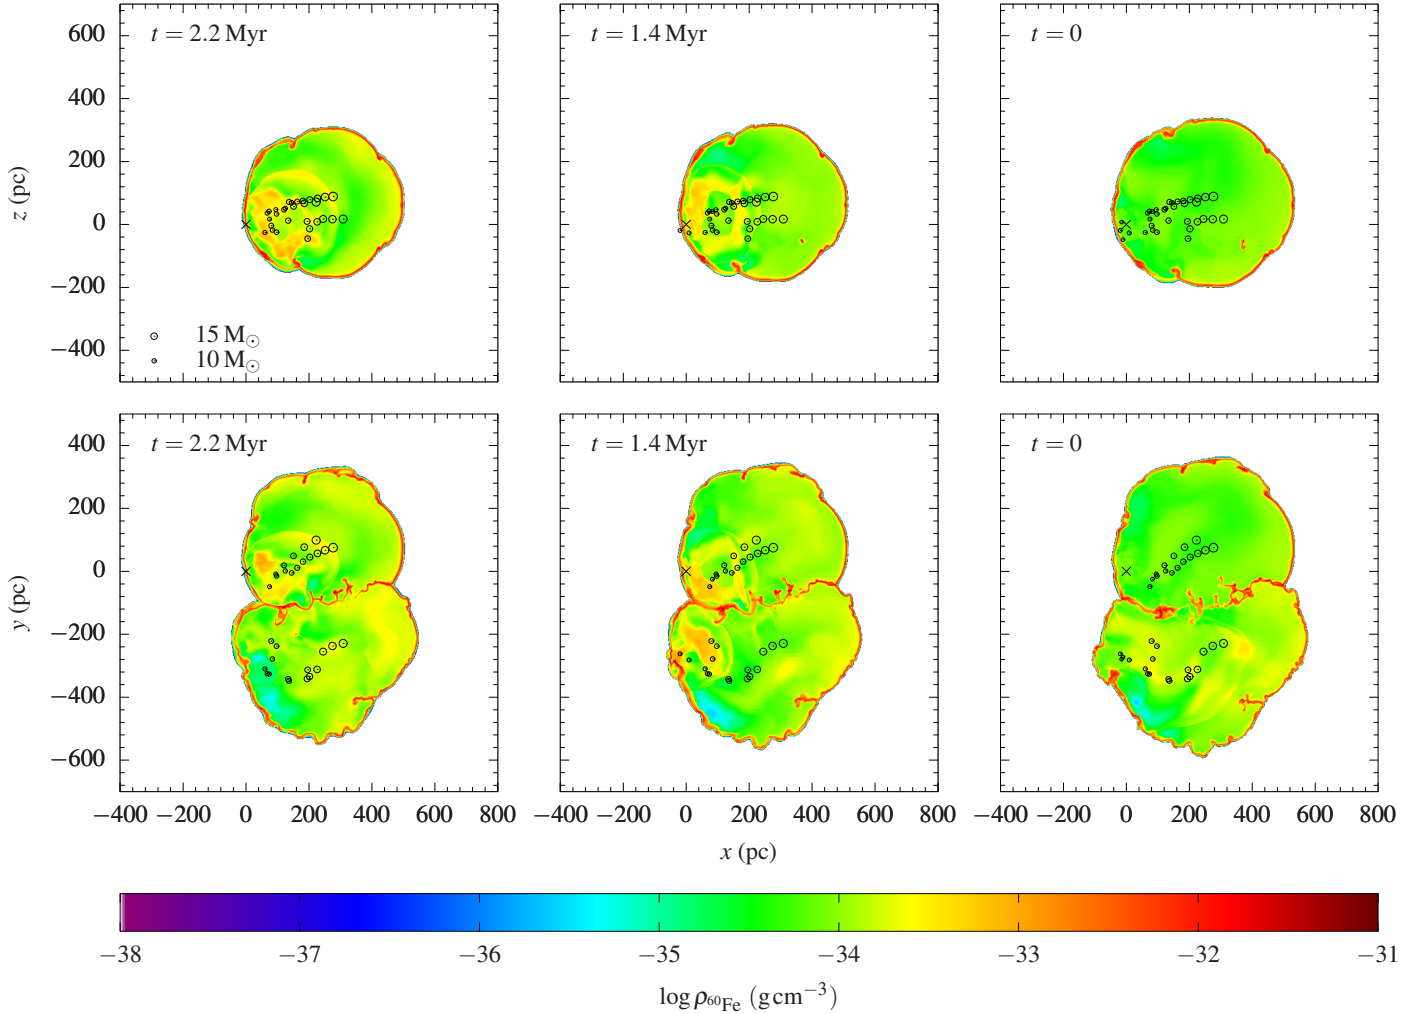 t = 2.2 Myr
t = 1.4 Myr
t = 0
600
400
200
0
−200
−400
z (pc)
15 M☉
10 M☉
t = 2.2 Myr
t = 1.4 Myr
t = 0
400
200
0
−200
−400
−600
y (pc)
−400 −200 0 200 400 600 800
−400 −200 0 200 400 600 800
−400 −200 0 200 400 600 800
x (pc)
−38 −37 −36 −35 −34 −33 −32 −31
log ρ₆₀Fe (g cm⁻³)